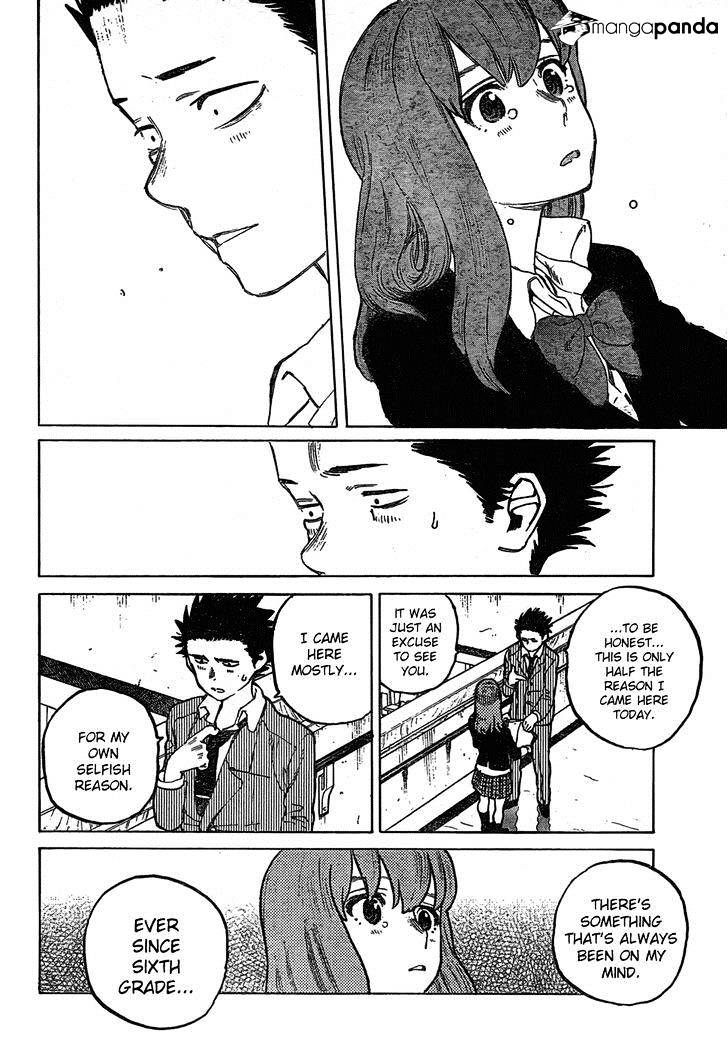 mangapanda
...TO BE
HONEST...
THIS IS ONLY
HALF THE
REASON I
CAME HERE
TODAY.
IT WAS
JUST AN
EXCUSE
TO SEE
YOU.
I CAME
HERE
MOSTLY...
FOR MY
OWN
SELFISH
REASON.
THERE'S
SOMETHING
THAT'S ALWAYS
BEEN ON MY
MIND.
EVER
SINCE
SIXTH
GRADE...